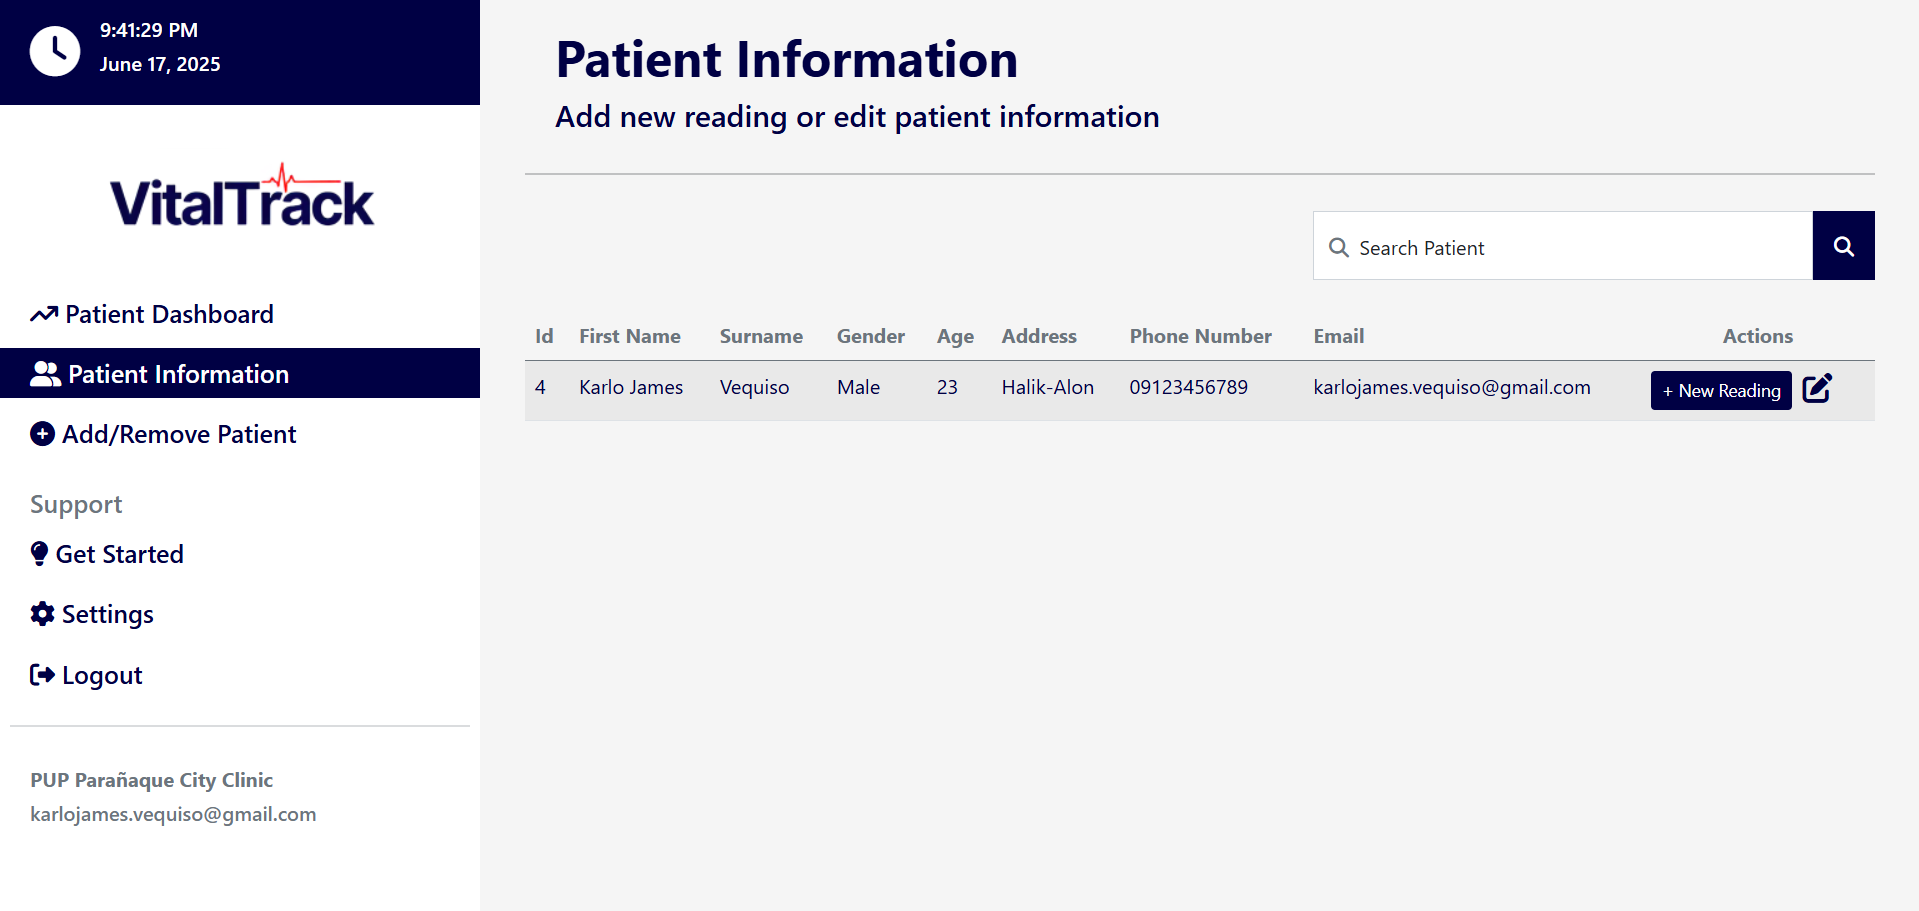 9:41:29 PM
June 17, 2025
VitalTrack
Patient Dashboard
Patient Information
Add/Remove Patient
Support
Get Started
Settings
Logout
PUP Parañaque City Clinic
karlojames.vequiso@gmail.com
Patient Information
Add new reading or edit patient information
Search Patient
Id First Name Surname Gender Age Address Phone Number Email Actions
4 Karlo James Vequiso Male 23 Halik-Alon 09123456789 karlojames.vequiso@gmail.com + New Reading